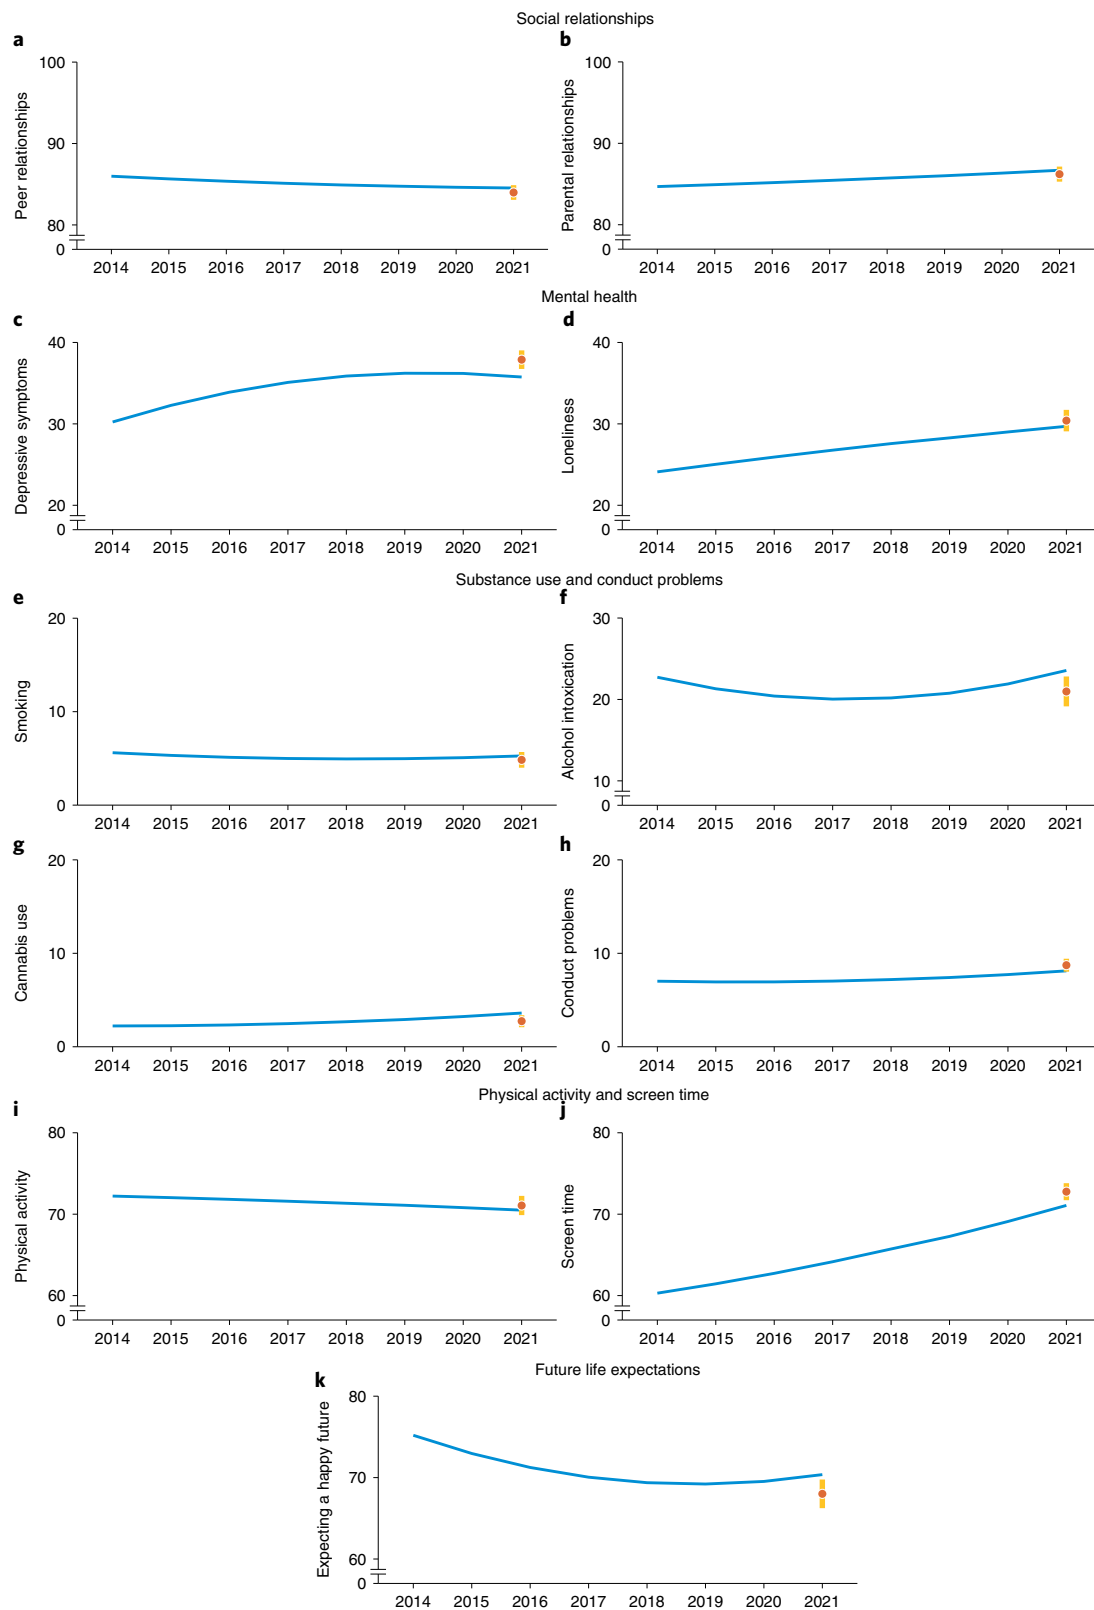 Social relationships
a
b
Peer relationships
100
90
80
0
2014 2015 2016 2017 2018 2019 2020 2021
Parental relationships
100
90
80
0
2014 2015 2016 2017 2018 2019 2020 2021
Mental health
c
d
Depressive symptoms
40
30
20
0
2014 2015 2016 2017 2018 2019 2020 2021
Loneliness
40
30
20
0
2014 2015 2016 2017 2018 2019 2020 2021
Substance use and conduct problems
e
f
Smoking
20
10
0
2014 2015 2016 2017 2018 2019 2020 2021
Alcohol intoxication
30
20
10
0
2014 2015 2016 2017 2018 2019 2020 2021
g
h
Cannabis use
20
10
0
2014 2015 2016 2017 2018 2019 2020 2021
Conduct problems
20
10
0
2014 2015 2016 2017 2018 2019 2020 2021
Physical activity and screen time
i
j
Physical activity
80
70
60
0
2014 2015 2016 2017 2018 2019 2020 2021
Screen time
80
70
60
0
2014 2015 2016 2017 2018 2019 2020 2021
Future life expectations
k
Expecting a happy future
80
70
60
0
2014 2015 2016 2017 2018 2019 2020 2021